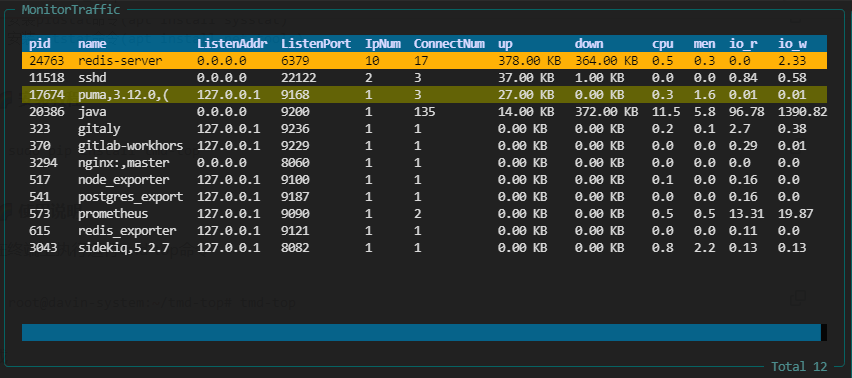 MonitorTraffic
pid name ListenAddr ListenPort IpNum ConnectNum up down cpu men io_r io_w
24763 redis-server 0.0.0.0 6379 10 17 378.00 KB 364.00 KB 0.5 0.3 0.0 2.33
11518 sshd 0.0.0.0 22122 2 3 37.00 KB 1.00 KB 0.0 0.0 0.84 0.58
17674 puma,3.12.0,( 127.0.0.1 9168 1 3 27.00 KB 0.00 KB 0.3 1.6 0.01 0.01
20386 java 0.0.0.0 9200 1 135 14.00 KB 372.00 KB 11.5 5.8 96.78 1390.82
323 gitaly 127.0.0.1 9236 1 1 0.00 KB 0.00 KB 0.2 0.1 2.7 0.38
370 gitlab-workhors 127.0.0.1 9229 1 1 0.00 KB 0.00 KB 0.0 0.0 0.29 0.01
3294 nginx:,master 0.0.0.0 8060 1 1 0.00 KB 0.00 KB 0.0 0.0 0.0 0.0
517 node_exporter 127.0.0.1 9100 1 1 0.00 KB 0.00 KB 0.1 0.0 0.16 0.0
541 postgres_export 127.0.0.1 9187 1 1 0.00 KB 0.00 KB 0.0 0.0 0.16 0.0
573 prometheus 127.0.0.1 9090 1 2 0.00 KB 0.00 KB 0.5 0.5 13.31 19.87
615 redis_exporter 127.0.0.1 9121 1 1 0.00 KB 0.00 KB 0.0 0.0 0.11 0.0
3043 sidekiq,5.2.7 127.0.0.1 8082 1 1 0.00 KB 0.00 KB 0.8 2.2 0.13 0.13
Total 12